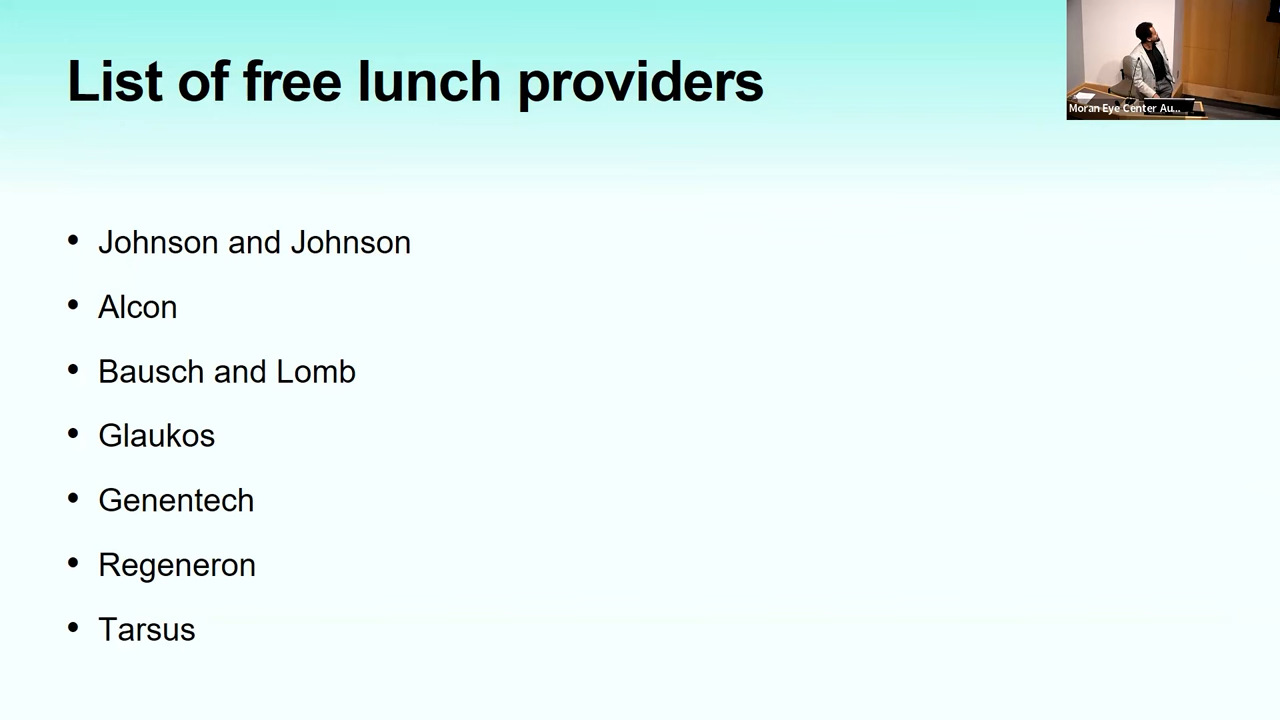 List of free lunch providers
Moran Eye Center Au...
• Johnson and Johnson
• Alcon
• Bausch and Lomb
• Glaukos
• Genentech
• Regeneron
• Tarsus